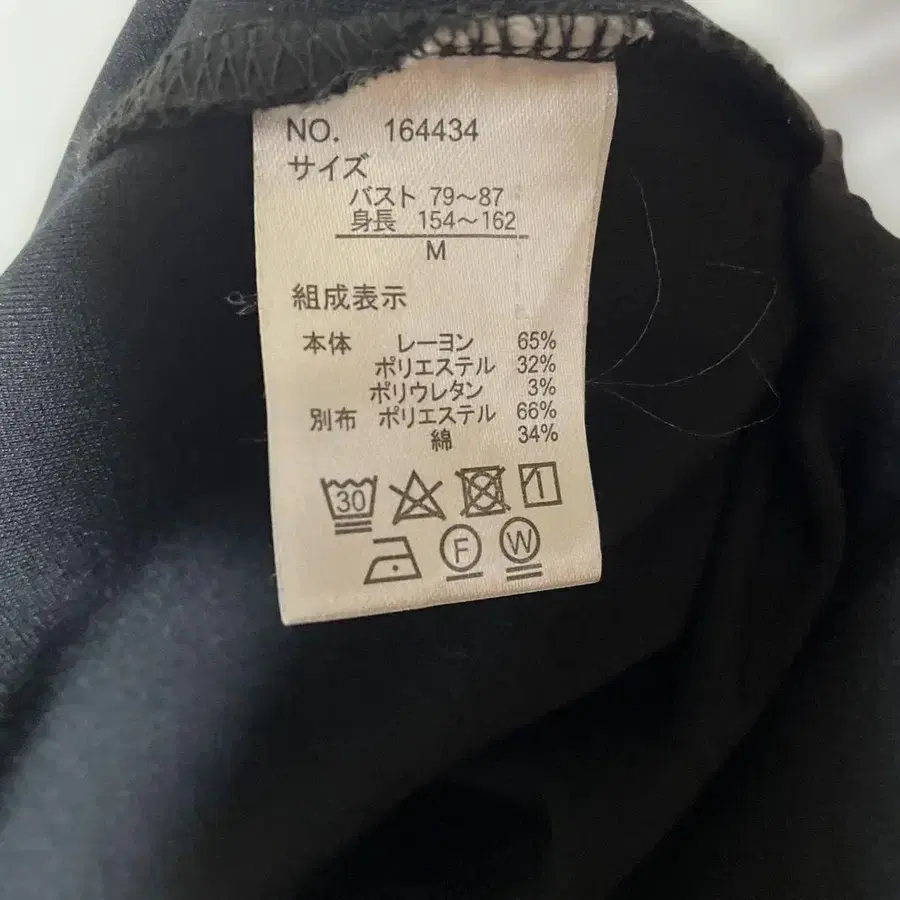 NO. 164434
サイズ
バスト 79～87
身長 154～162
M
組成表示
本体 レーヨン 65%
ポリエステル 32%
ポリウレタン 3%
別布 ポリエステル 66%
綿 34%
30
F W